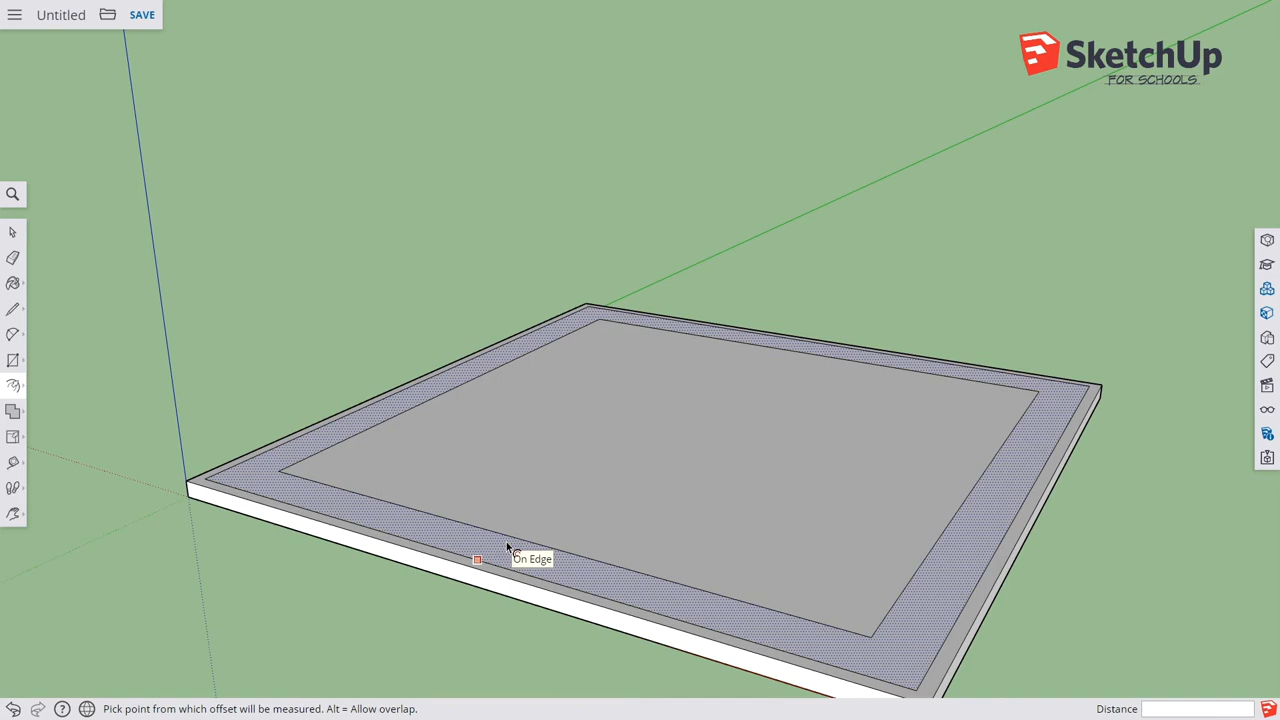 Untitled
SAVE
SketchUp
FOR SCHOOLS
On Edge
Pick point from which offset will be measured. Alt = Allow overlap.
Distance